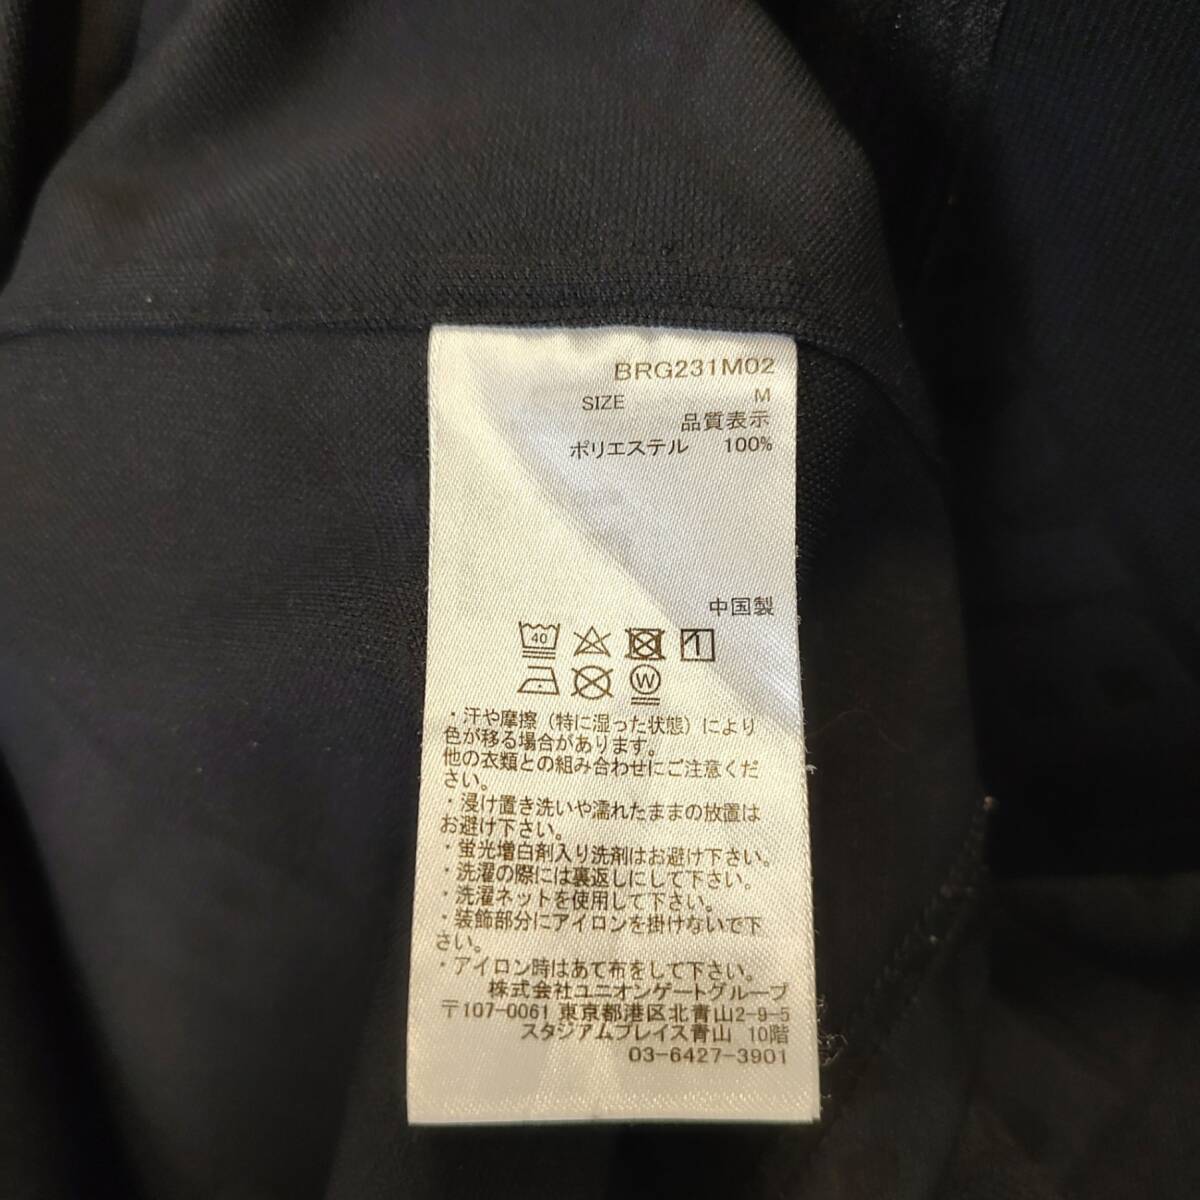 BRG231M02
SIZE M
品質表示
ポリエステル 100%
中国製
40
W
・汗や摩擦（特に湿った状態）により
色が移る場合があります。
他の衣類との組み合わせにご注意くだ
さい。
・浸け置き洗いや濡れたままの放置は
お避け下さい。
・蛍光増白剤入り洗剤はお避け下さい。
・洗濯の際には裏返しにして下さい。
・洗濯ネットを使用して下さい。
・装飾部分にアイロンを掛けないで下
さい。
・アイロン時はあて布をして下さい。
株式会社ユニオンゲートグループ
〒107-0061 東京都港区北青山2-9-5
スタジアムプレイス青山 10階
03-6427-3901